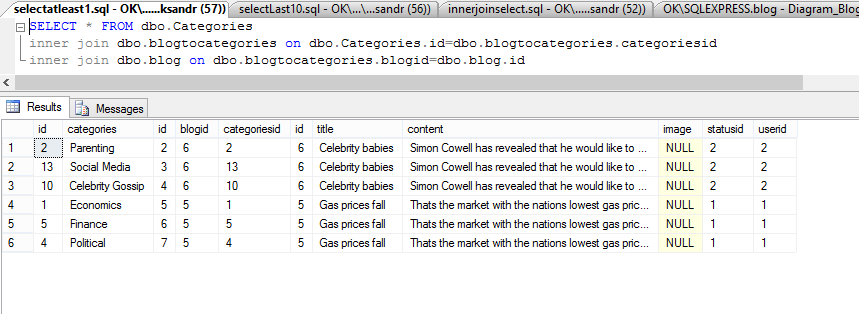 selectatleast1.sql - OK\......ksandr (57)) selectLast10.sql - OK\...\...sandr (56)) innerjoinselect.sql - OK\....sandr (52)) OK\SQLEXPRESS.blog - Diagram_Blog
SELECT * FROM dbo.Categories
inner join dbo.blogtocategories on dbo.Categories.id=dbo.blogtocategories.categoriesid
inner join dbo.blog on dbo.blogtocategories.blogid=dbo.blog.id
Results Messages
id categories id blogid categoriesid id title content image statusid userid
1 2 Parenting 2 6 2 6 Celebrity babies Simon Cowell has revealed that he would like to ... NULL 2 2
2 13 Social Media 3 6 13 6 Celebrity babies Simon Cowell has revealed that he would like to ... NULL 2 2
3 10 Celebrity Gossip 4 6 10 6 Celebrity babies Simon Cowell has revealed that he would like to ... NULL 2 2
4 1 Economics 5 5 1 5 Gas prices fall Thats the market with the nations lowest gas pric... NULL 1 1
5 5 Finance 6 5 5 5 Gas prices fall Thats the market with the nations lowest gas pric... NULL 1 1
6 4 Political 7 5 4 5 Gas prices fall Thats the market with the nations lowest gas pric... NULL 1 1